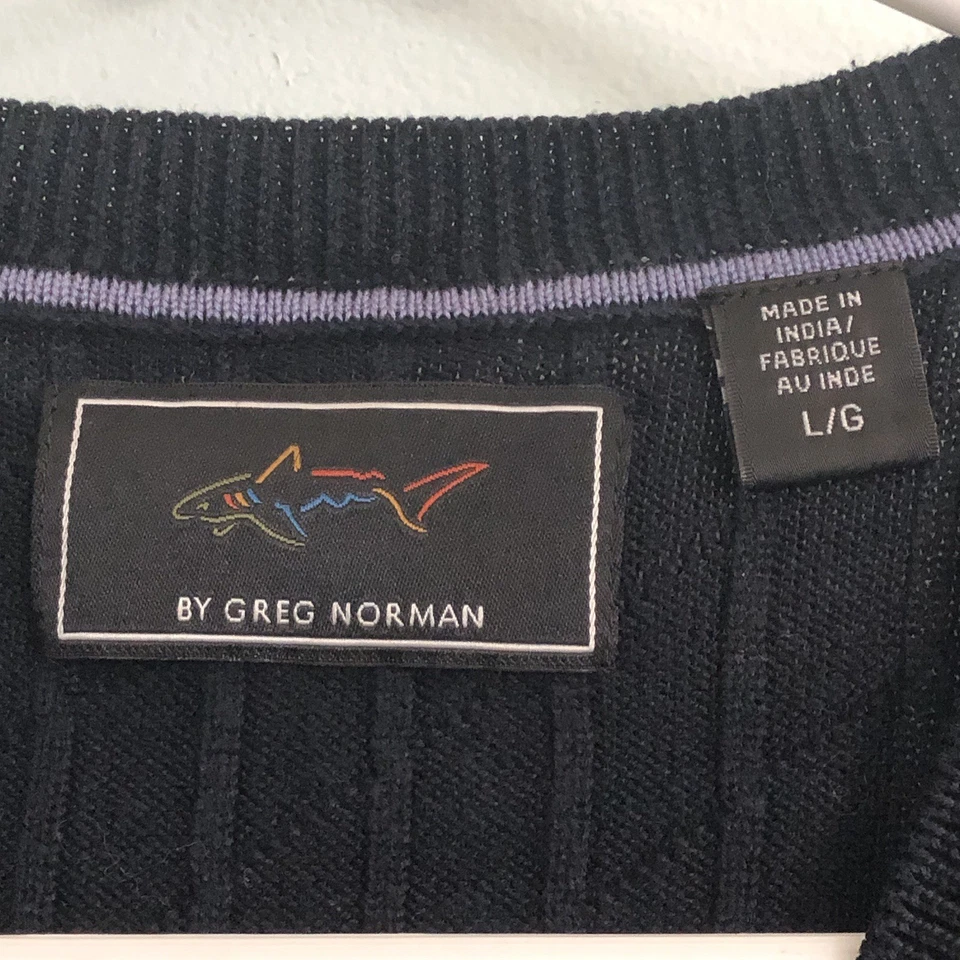 BY GREG NORMAN
MADE IN
INDIA/
FABRIQUE
AU INDE
L/G